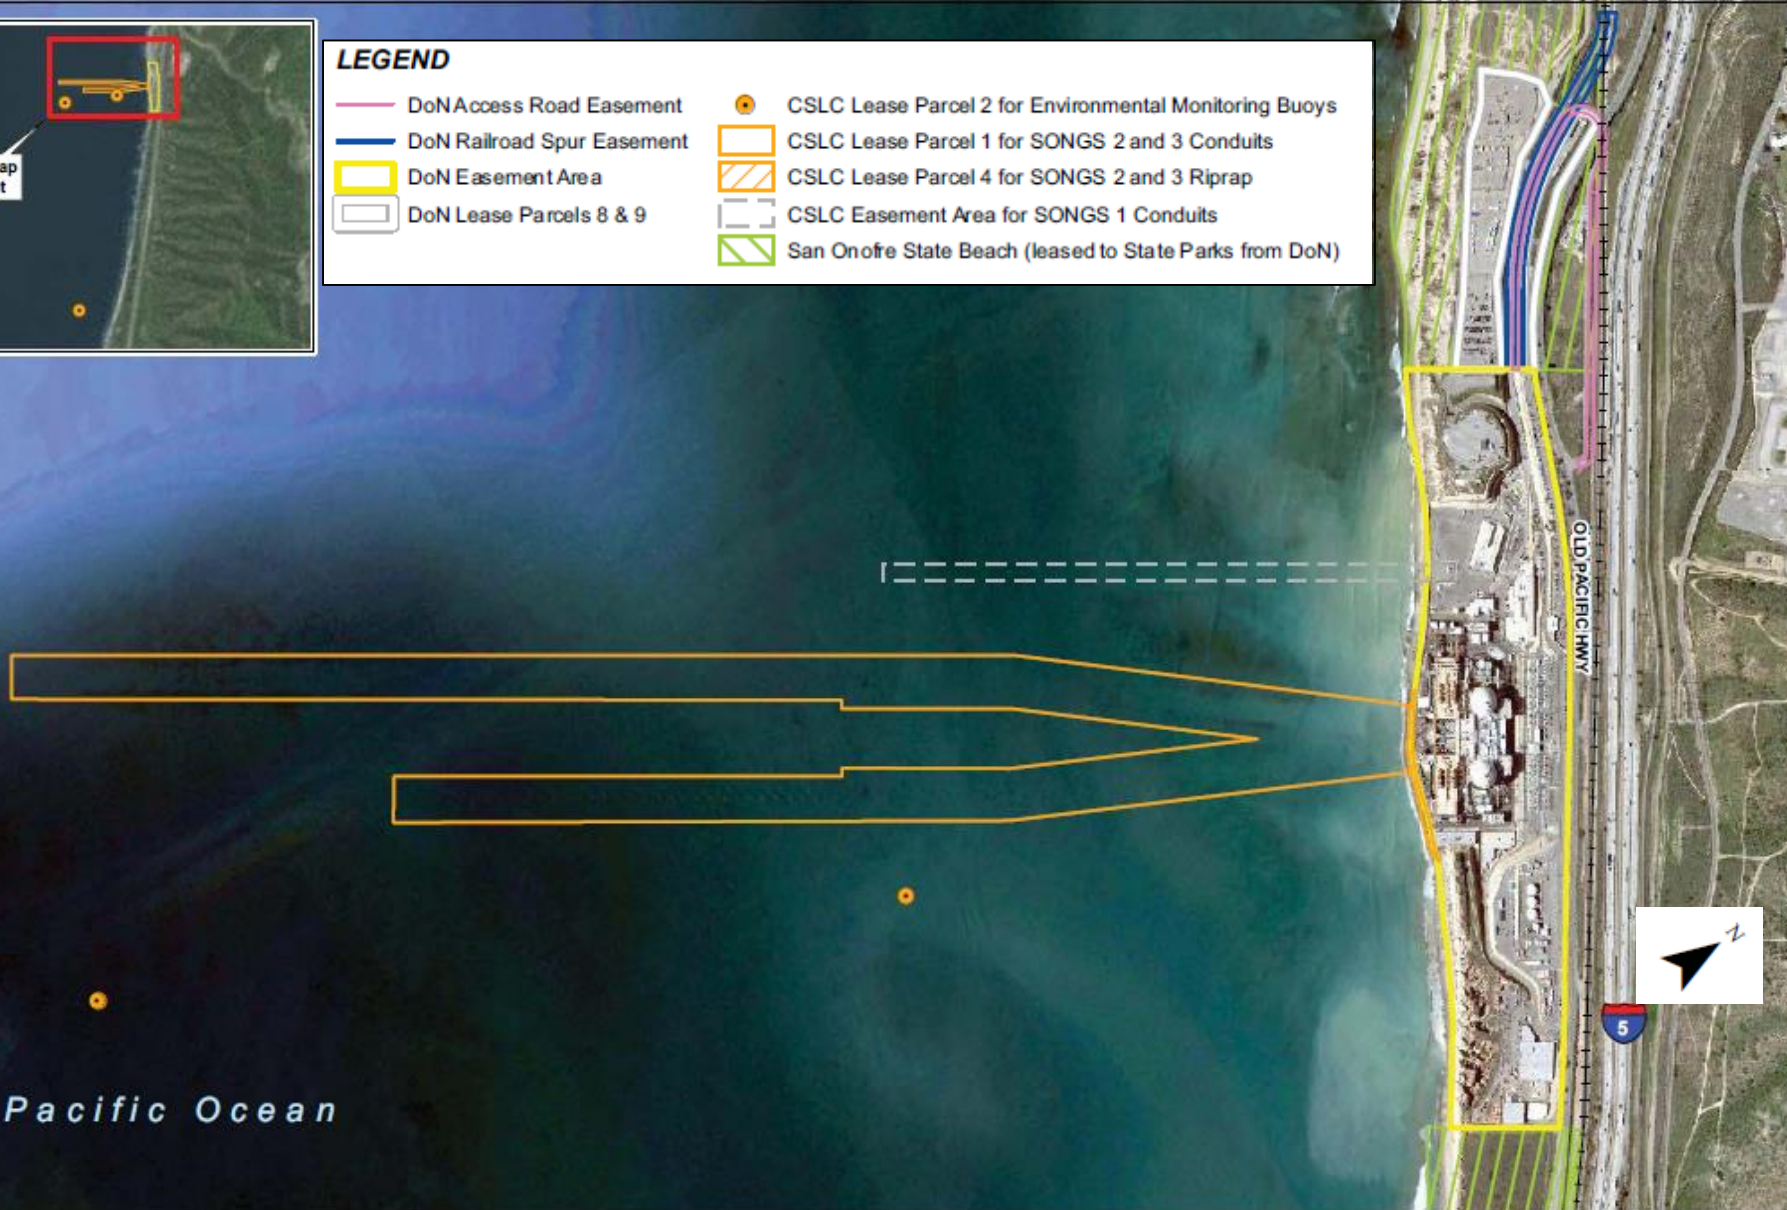 ap
t
LEGEND
DoN Access Road Easement
DoN Railroad Spur Easement
DoN Easement Area
DoN Lease Parcels 8 & 9
CSLC Lease Parcel 2 for Environmental Monitoring Buoys
CSLC Lease Parcel 1 for SONGS 2 and 3 Conduits
CSLC Lease Parcel 4 for SONGS 2 and 3 Riprap
CSLC Easement Area for SONGS 1 Conduits
San Onofre State Beach (leased to State Parks from DoN)
OLD PACIFIC HWY
N
5
Pacific Ocean